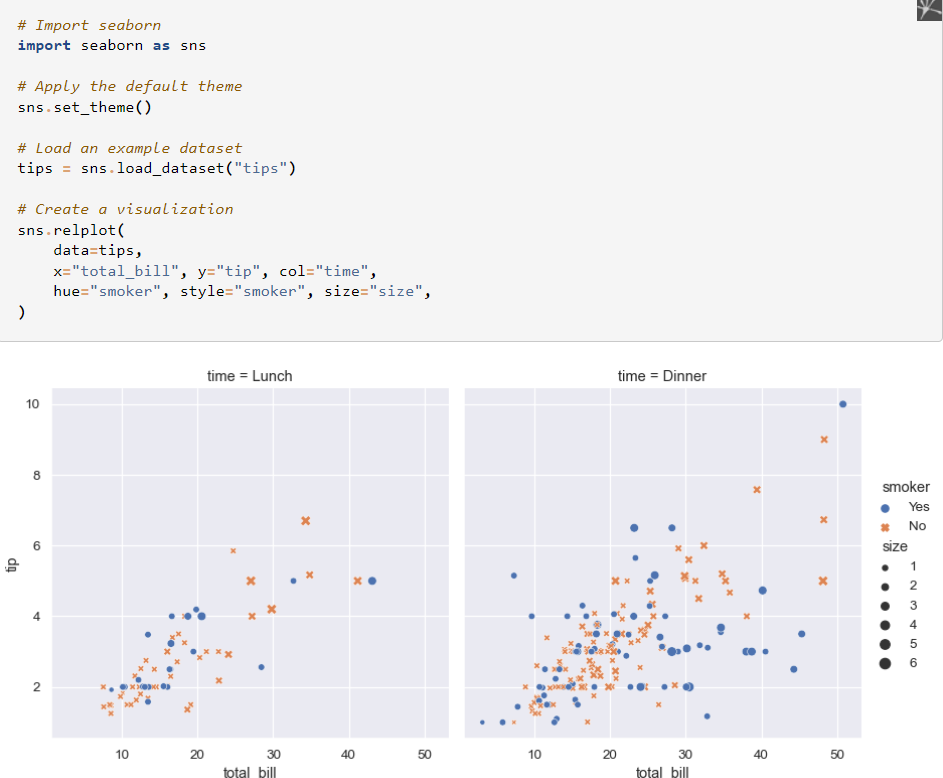 # Import seaborn
import seaborn as sns
# Apply the default theme
sns.set_theme()
# Load an example dataset
tips = sns.load_dataset("tips")
# Create a visualization
sns.relplot(
    data=tips,
    x="total_bill", y="tip", col="time",
    hue="smoker", style="smoker", size="size",
)
time = Lunch
time = Dinner
10
8
6
4
2
tip
10 20 30 40 50
total_bill
10 20 30 40 50
total_bill
smoker
Yes
No
size
1
2
3
4
5
6